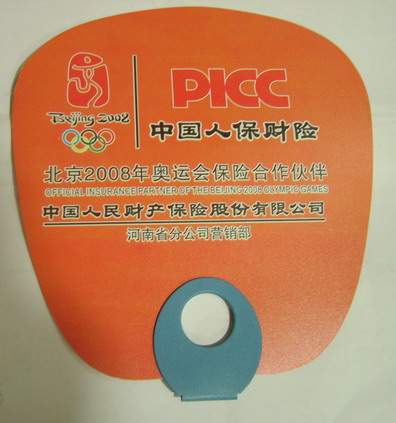 Beijing 2008
PICC
中国人保财险
北京2008年奥运会保险合作伙伴
OFFICIAL INSURANCE PARTNER OF THE BEIJING 2008 OLYMPIC GAMES
中国人民财产保险股份有限公司
河南省分公司营销部